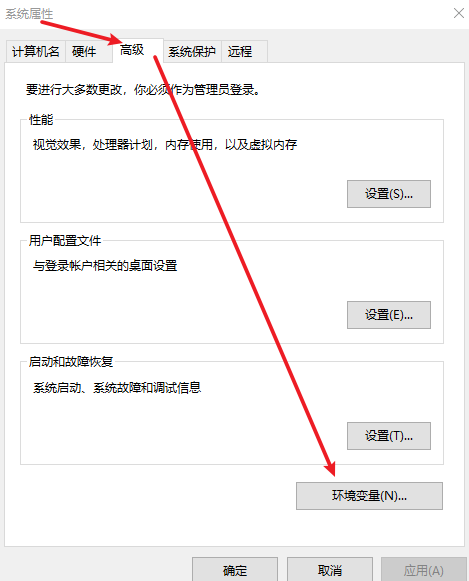 系统属性
计算机名 硬件 高级 系统保护 远程
要进行大多数更改，你必须作为管理员登录。
性能
视觉效果，处理器计划，内存使用，以及虚拟内存
设置(S)...
用户配置文件
与登录帐户相关的桌面设置
设置(E)...
启动和故障恢复
系统启动、系统故障和调试信息
设置(T)...
环境变量(N)...
确定 取消 应用(A)